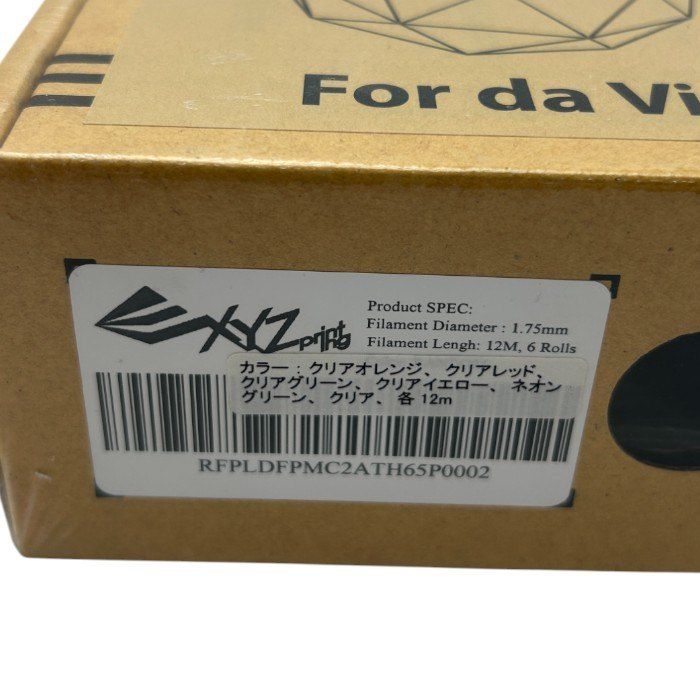 For da Vi
XYZprinting
Product SPEC:
Filament Diameter : 1.75mm
Filament Lengh: 12M, 6 Rolls
カラー：クリアオレンジ、クリアレッド、
クリアグリーン、クリアイエロー、ネオン
グリーン、クリア、各12m
RFPLDFPMC2ATH65P0002